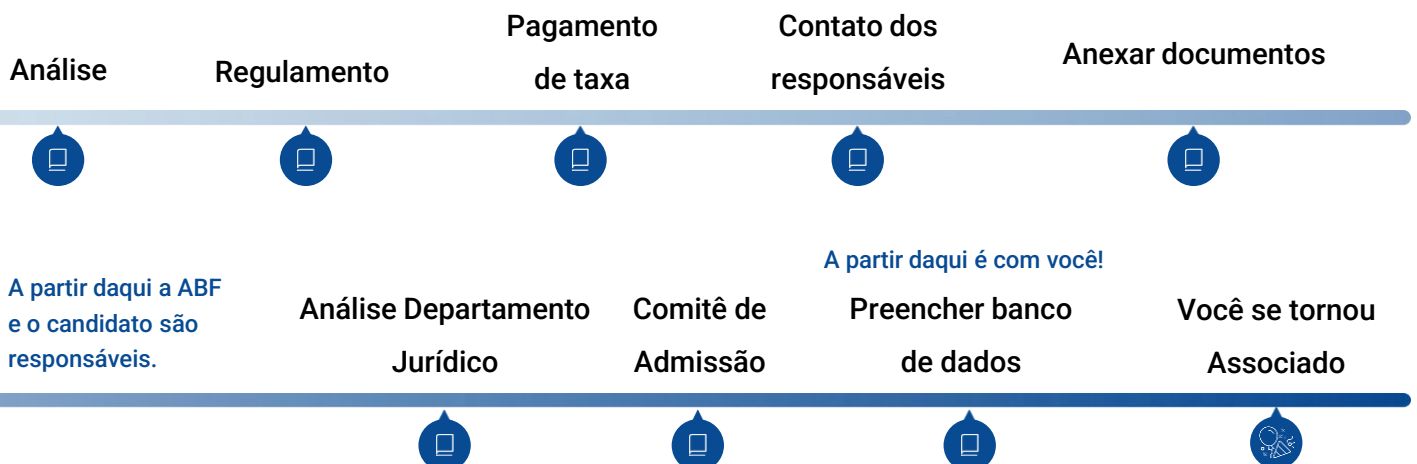 Análise
Regulamento
Pagamento
de taxa
Contato dos
responsáveis
Anexar documentos
A partir daqui a ABF
e o candidato são
responsáveis.
Análise Departamento
Jurídico
Comitê de
Admissão
A partir daqui é com você!
Preencher banco
de dados
Você se tornou
Associado